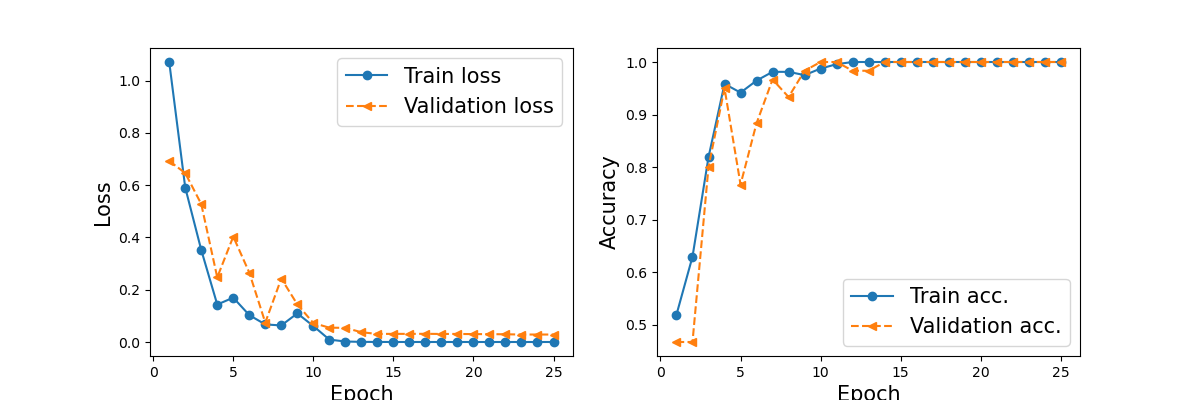 1.0
0.8
0.6
0.4
0.2
0.0
Loss
0 5 10 15 20 25
Epoch
Train loss
Validation loss
1.0
0.9
0.8
0.7
0.6
0.5
Accuracy
0 5 10 15 20 25
Epoch
Train acc.
Validation acc.